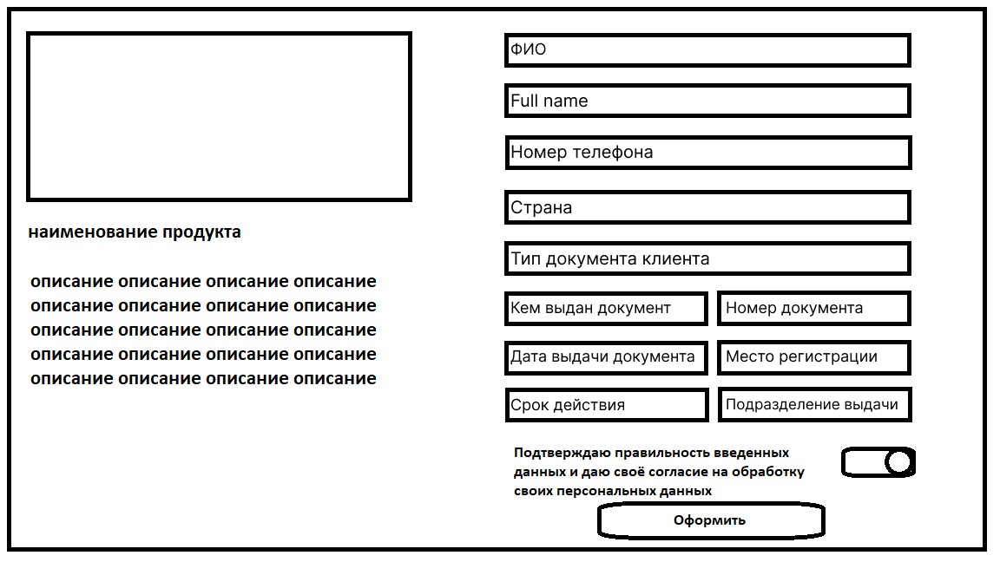 наименование продукта
описание описание описание описание
описание описание описание описание
описание описание описание описание
описание описание описание описание
описание описание описание описание
ФИО
Full name
Номер телефона
Страна
Тип документа клиента
Кем выдан документ
Номер документа
Дата выдачи документа
Место регистрации
Срок действия
Подразделение выдачи
Подтверждаю правильность введенных
данных и даю своё согласие на обработку
своих персональных данных
Оформить